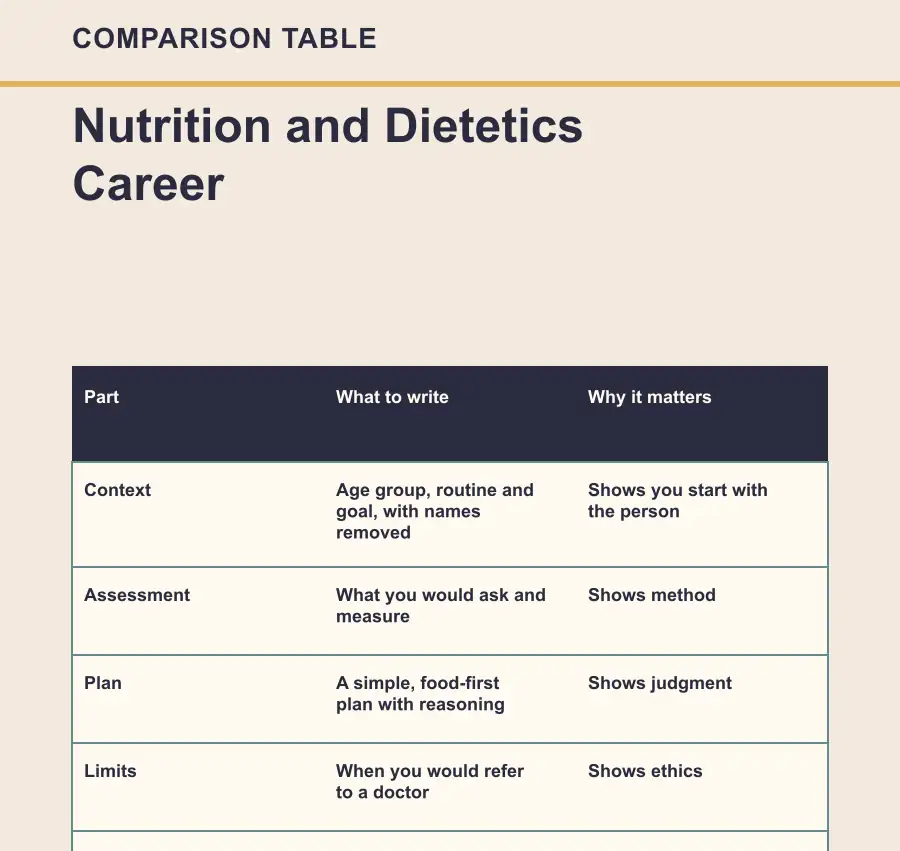 COMPARISON TABLE
Nutrition and Dietetics
Career
Part
What to write
Why it matters
Context
Age group, routine and
goal, with names
removed
Shows you start with
the person
Assessment
What you would ask and
measure
Shows method
Plan
A simple, food-first
plan with reasoning
Shows judgment
Limits
When you would refer
to a doctor
Shows ethics